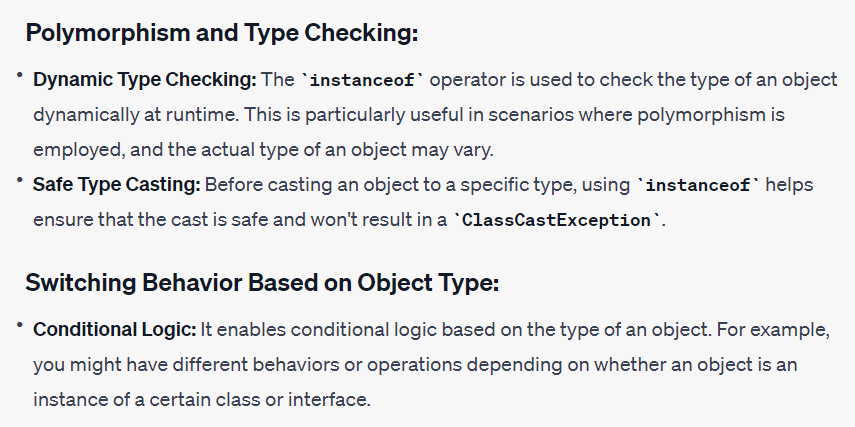 Polymorphism and Type Checking:
• Dynamic Type Checking: The `instanceof` operator is used to check the type of an object
dynamically at runtime. This is particularly useful in scenarios where polymorphism is
employed, and the actual type of an object may vary.
• Safe Type Casting: Before casting an object to a specific type, using `instanceof` helps
ensure that the cast is safe and won't result in a `ClassCastException`.
Switching Behavior Based on Object Type:
• Conditional Logic: It enables conditional logic based on the type of an object. For example,
you might have different behaviors or operations depending on whether an object is an
instance of a certain class or interface.